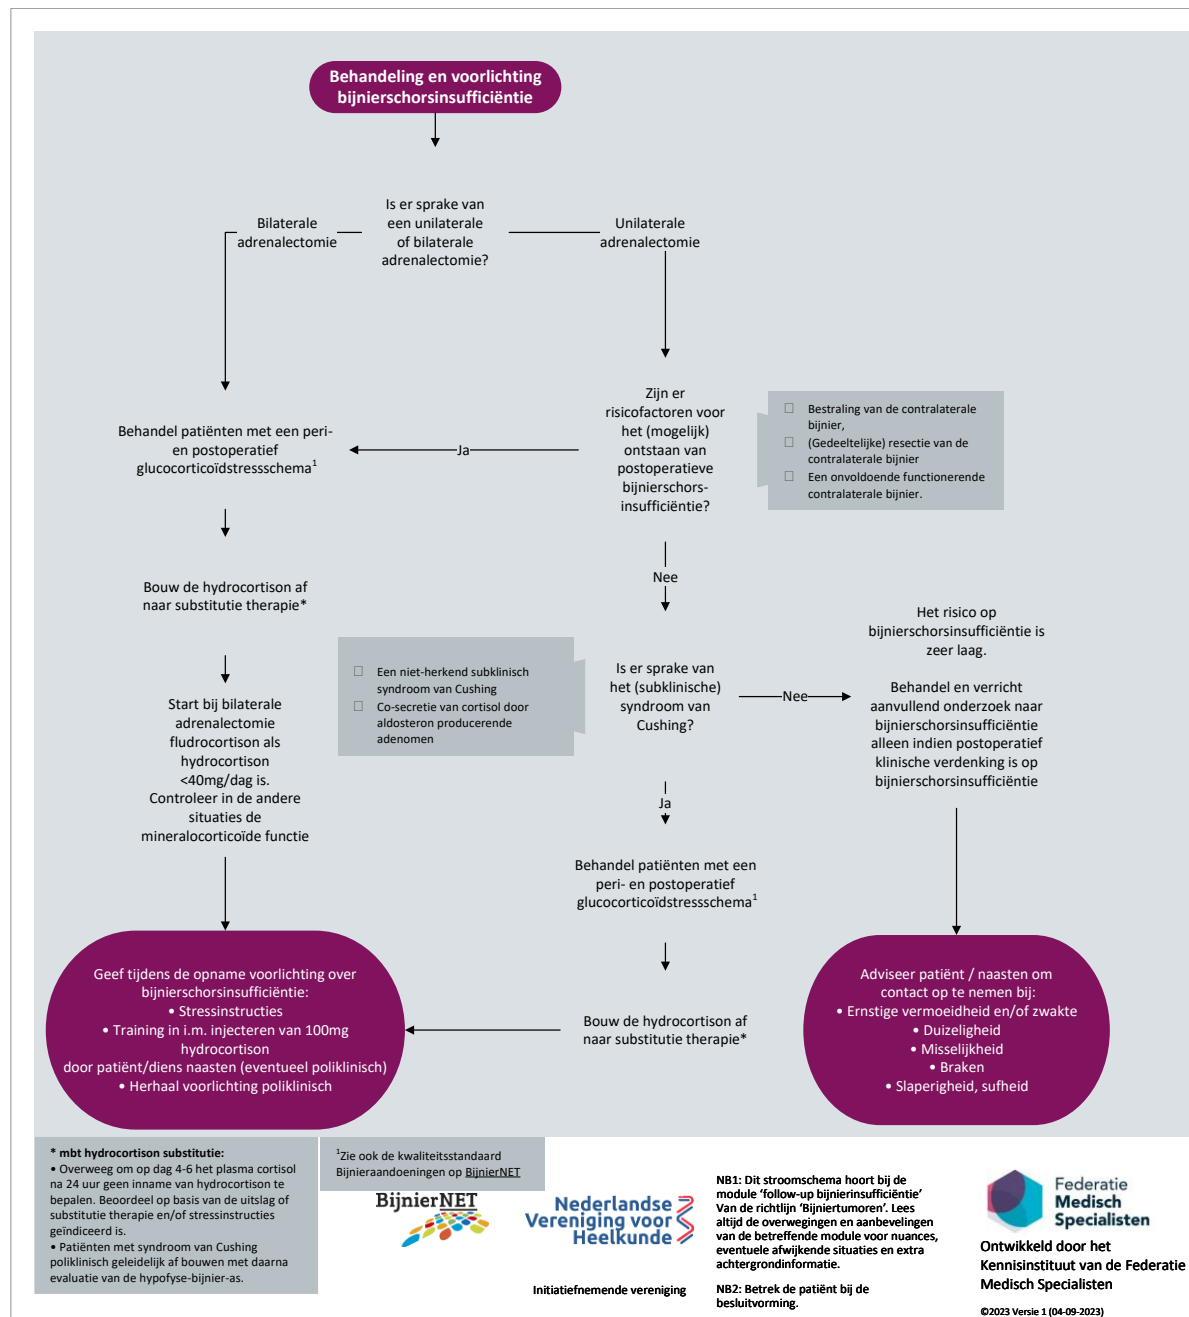 Behandeling en voorlichting
bijnierschorsinsufficiëntie
Is er sprake van
een unilaterale
of bilaterale
adrenalectomie?
Bilaterale
adrenalectomie
Unilaterale
adrenalectomie
Zijn er
risicofactoren voor
het (mogelijk)
ontstaan van
postoperatieve
bijnierschors-
insufficiëntie?
Bestraling van de contralaterale
bijnier,
(Gedeeltelijke) resectie van de
contralaterale bijnier
Een onvoldoende functionerende
contralaterale bijnier.
Ja
Behandel patiënten met een peri-
en postoperatief
glucocorticoïdstressschema¹
Nee
Bouw de hydrocortison af
naar substitutie therapie*
Een niet-herkend subklinisch
syndroom van Cushing
Co-secretie van cortisol door
aldosteron producerende
adenomen
Is er sprake van
het (subklinische)
syndroom van
Cushing?
Nee
Het risico op
bijnierschorsinsufficiëntie is
zeer laag.
Behandel en verricht
aanvullend onderzoek naar
bijnierschorsinsufficiëntie
alleen indien postoperatief
klinische verdenking is op
bijnierschorsinsufficiëntie
Start bij bilaterale
adrenalectomie
fludrocortison als
hydrocortison
<40mg/dag is.
Controleer in de andere
situaties de
mineralocorticoïde functie
Ja
Behandel patiënten met een
peri- en postoperatief
glucocorticoïdstressschema¹
Bouw de hydrocortison af
naar substitutie therapie*
Geef tijdens de opname voorlichting over
bijnierschorsinsufficiëntie:
• Stressinstructies
• Training in i.m. injecteren van 100mg
hydrocortison
door patiënt/diens naasten (eventueel poliklinisch)
• Herhaal voorlichting poliklinisch
Adviseer patiënt / naasten om
contact op te nemen bij:
• Ernstige vermoeidheid en/of zwakte
• Duizeligheid
• Misselijkheid
• Braken
• Slaperigheid, sufheid
* mbt hydrocortison substitutie:
• Overweeg om op dag 4-6 het plasma cortisol
na 24 uur geen inname van hydrocortison te
bepalen. Beoordeel op basis van de uitslag of
substitutie therapie en/of stressinstructies
geïndiceerd is.
• Patiënten met syndroom van Cushing
poliklinisch geleidelijk af bouwen met daarna
evaluatie van de hypofyse-bijnier-as.
¹Zie ook de kwaliteitsstandaard
Bijnieraandoeningen op BijnierNET
BijnierNET
Nederlandse
Vereniging voor
Heelkunde
Initiatiefnemende vereniging
NB1: Dit stroomschema hoort bij de
module ‘follow-up bijnierinsufficiëntie’
Van de richtlijn ‘Bijniertumoren’. Lees
altijd de overwegingen en aanbevelingen
van de betreffende module voor nuances,
eventuele afwijkende situaties en extra
achtergrondinformatie.
NB2: Betrek de patiënt bij de
besluitvorming.
Federatie
Medisch
Specialisten
Ontwikkeld door het
Kennisinstituut van de Federatie
Medisch Specialisten
©2023 Versie 1 (04-09-2023)